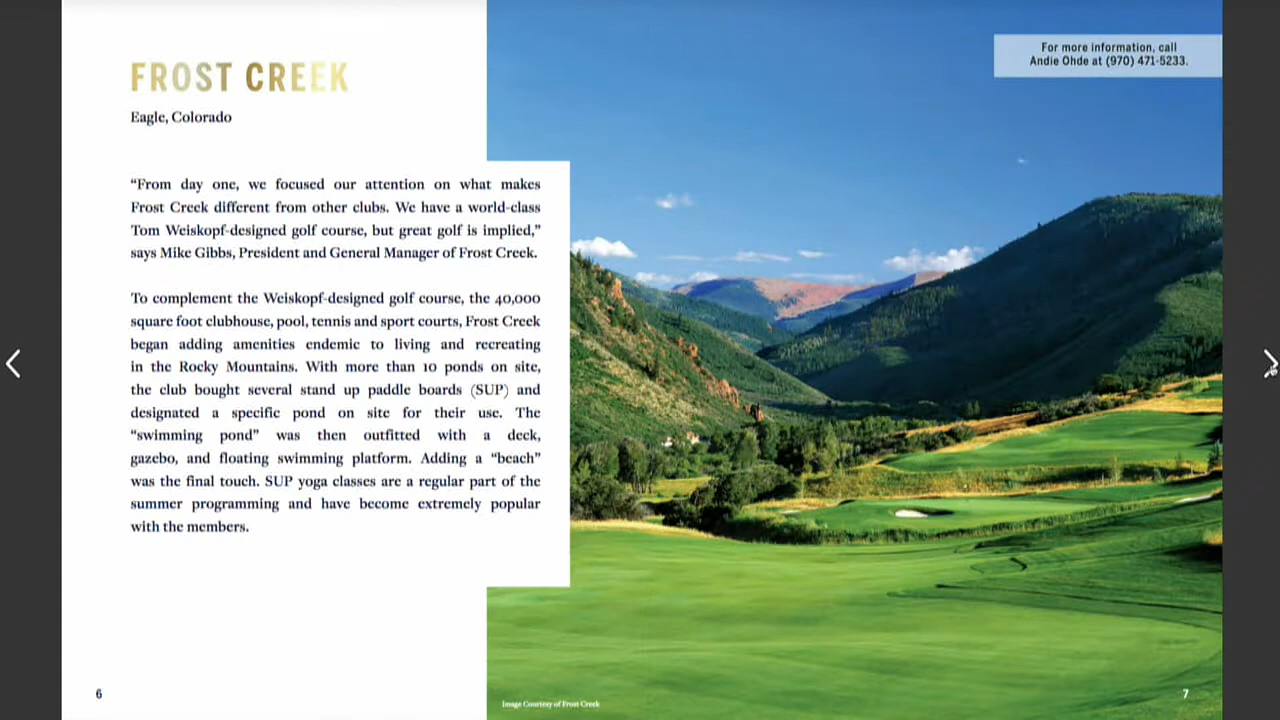 FROST CREEK
Eagle, Colorado
“From day one, we focused our attention on what makes
Frost Creek different from other clubs. We have a world-class
Tom Weiskopf-designed golf course, but great golf is implied,”
says Mike Gibbs, President and General Manager of Frost Creek.
To complement the Weiskopf-designed golf course, the 40,000
square foot clubhouse, pool, tennis and sport courts, Frost Creek
began adding amenities endemic to living and recreating
in the Rocky Mountains. With more than 10 ponds on site,
the club bought several stand up paddle boards (SUP) and
designated a specific pond on site for their use. The
“swimming pond” was then outfitted with a deck,
gazebo, and floating swimming platform. Adding a “beach”
was the final touch. SUP yoga classes are a regular part of the
summer programming and have become extremely popular
with the members.
6
For more information, call
Andie Ohde at (970) 471-5233.
Image Courtesy of Frost Creek
7